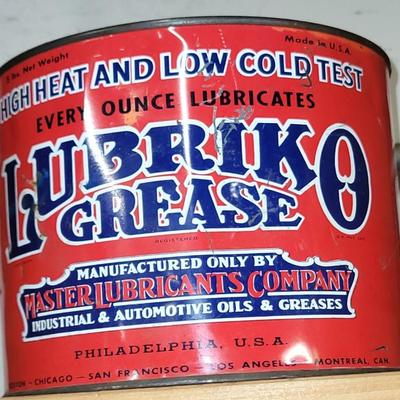 lbs. Net Weight
Made in U.S.A.
HIGH HEAT AND LOW COLD TEST
EVERY OUNCE LUBRICATES
LUBRIKO
GREASE
REGISTERED
MANUFACTURED ONLY BY
MASTER LUBRICANTS COMPANY
INDUSTRIAL & AUTOMOTIVE OILS & GREASES
PHILADELPHIA, U.S.A.
BOSTON - CHICAGO - SAN FRANCISCO - LOS ANGELES - MONTREAL, CAN.